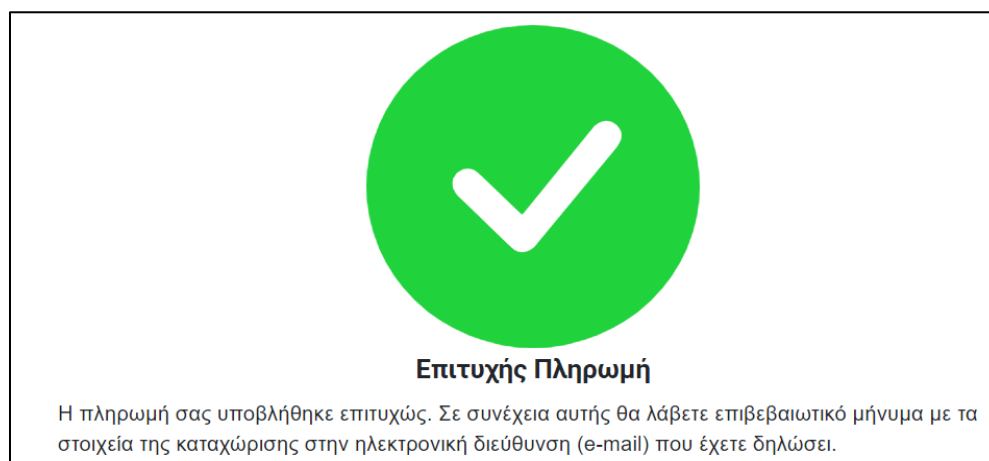 Επιτυχής Πληρωμή
Η πληρωμή σας υποβλήθηκε επιτυχώς. Σε συνέχεια αυτής θα λάβετε επιβεβαιωτικό μήνυμα με τα
στοιχεία της καταχώρισης στην ηλεκτρονική διεύθυνση (e-mail) που έχετε δηλώσει.